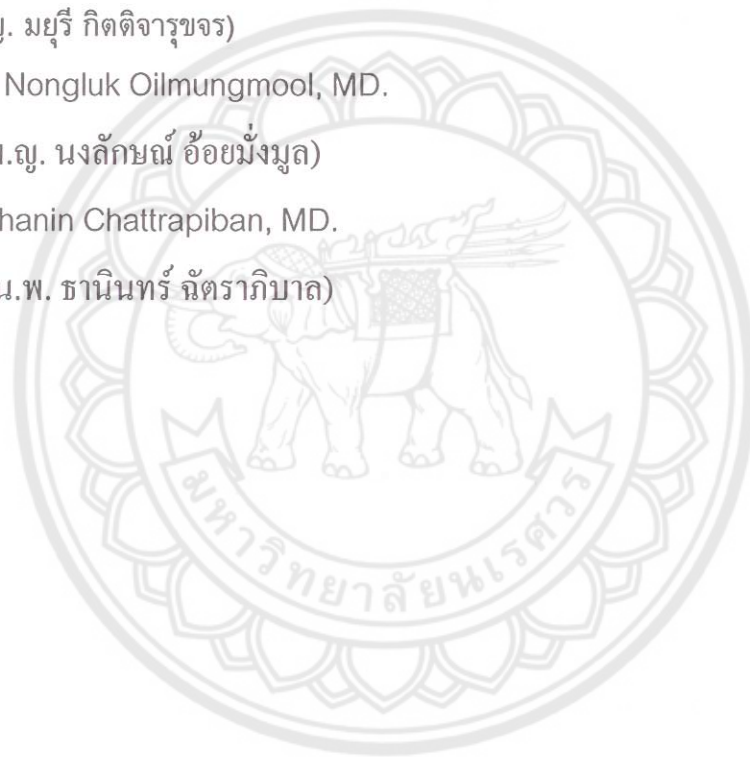 ญ. มยุรี กิตติจารุขจร)
Nongluk Oilmungmool, MD.
.ญ. นงลักษณ์ อ้อยมั่งมูล)
hanin Chattrapiban, MD.
น.พ. ธานินทร์ ฉัตราภิบาล)
มหาวิทยาลัยนเรศวร